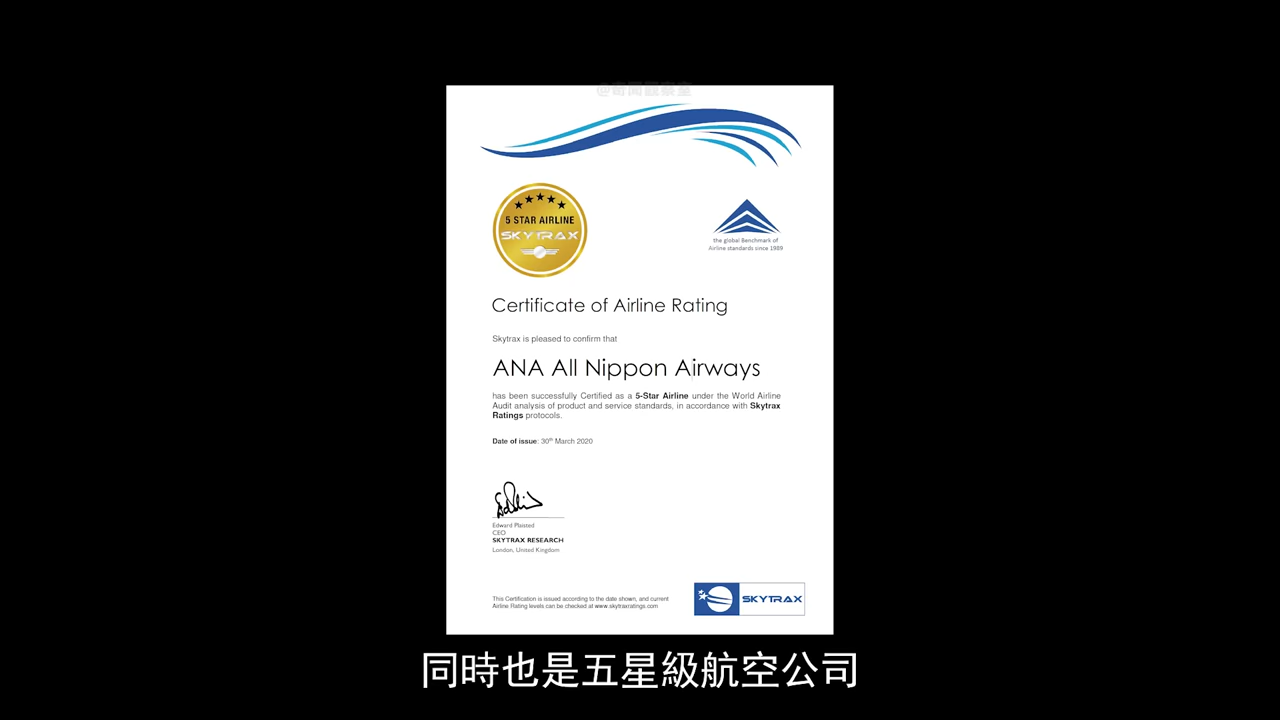 @奇聞觀察室
5 STAR AIRLINE
SKYTRAX
the global Benchmark of
Airline standards since 1989
Certificate of Airline Rating
Skytrax is pleased to confirm that
ANA All Nippon Airways
has been successfully Certified as a 5-Star Airline under the World Airline
Audit analysis of product and service standards, in accordance with Skytrax
Ratings protocols.
Date of issue: 30th March 2020
Edward Plaisted
CEO
SKYTRAX RESEARCH
London, United Kingdom
This Certification is issued according to the date shown, and current
Airline Rating levels can be checked at www.skytraxratings.com
SKYTRAX
同時也是五星級航空公司